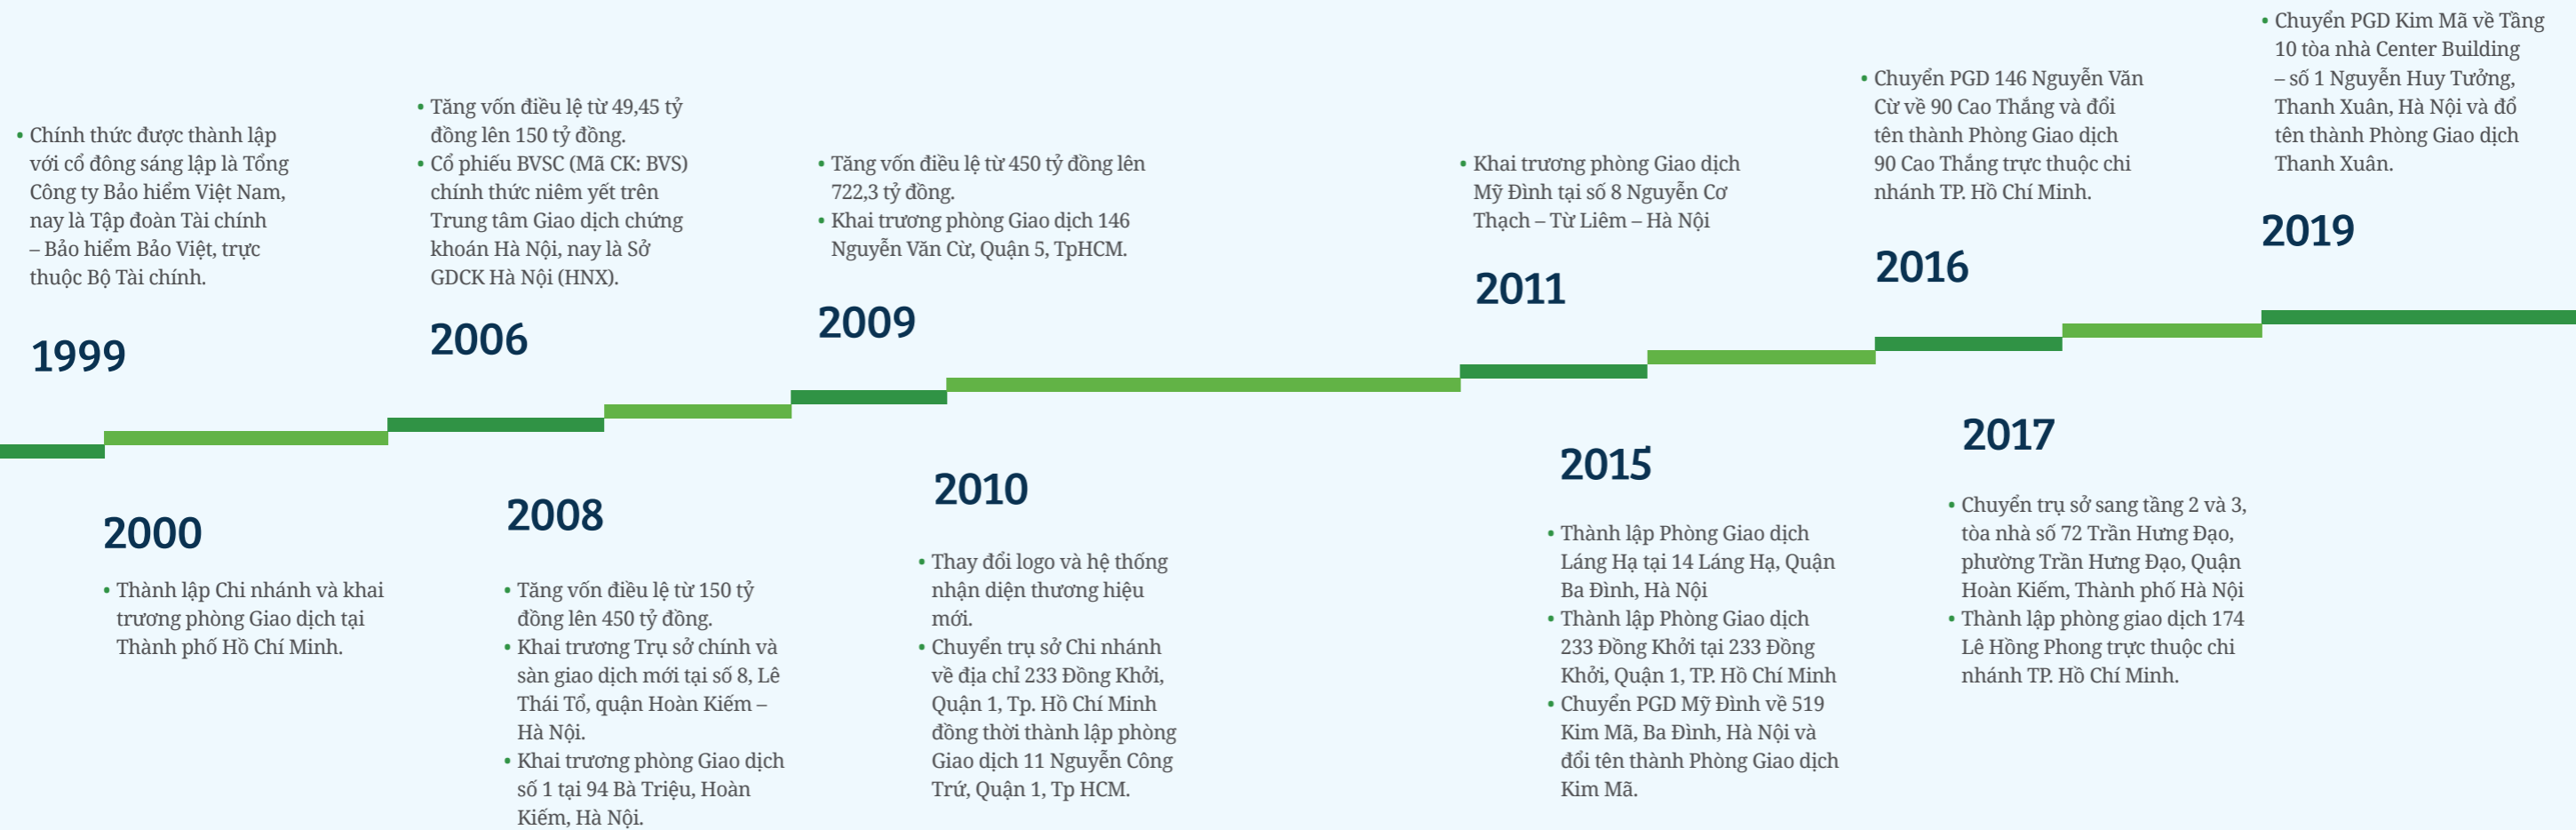 • Chính thức được thành lập
với cổ đông sáng lập là Tổng
Công ty Bảo hiểm Việt Nam,
nay là Tập đoàn Tài chính
– Bảo hiểm Bảo Việt, trực
thuộc Bộ Tài chính.
1999
2000
• Thành lập Chi nhánh và khai
trương phòng Giao dịch tại
Thành phố Hồ Chí Minh.
• Tăng vốn điều lệ từ 49,45 tỷ
đồng lên 150 tỷ đồng.
• Cổ phiếu BVSC (Mã CK: BVS)
chính thức niêm yết trên
Trung tâm Giao dịch chứng
khoán Hà Nội, nay là Sở
GDCK Hà Nội (HNX).
2006
2008
• Tăng vốn điều lệ từ 150 tỷ
đồng lên 450 tỷ đồng.
• Khai trương Trụ sở chính và
sàn giao dịch mới tại số 8, Lê
Thái Tổ, quận Hoàn Kiếm –
Hà Nội.
• Khai trương phòng Giao dịch
số 1 tại 94 Bà Triệu, Hoàn
Kiếm, Hà Nội.
• Tăng vốn điều lệ từ 450 tỷ đồng lên
722,3 tỷ đồng.
• Khai trương phòng Giao dịch 146
Nguyễn Văn Cừ, Quận 5, TpHCM.
2009
2010
• Thay đổi logo và hệ thống
nhận diện thương hiệu
mới.
• Chuyển trụ sở Chi nhánh
về địa chỉ 233 Đồng Khởi,
Quận 1, Tp. Hồ Chí Minh
đồng thời thành lập phòng
Giao dịch 11 Nguyễn Công
Trứ, Quận 1, Tp HCM.
• Khai trương phòng Giao dịch
Mỹ Đình tại số 8 Nguyễn Cơ
Thạch – Từ Liêm – Hà Nội
2011
2015
• Thành lập Phòng Giao dịch
Láng Hạ tại 14 Láng Hạ, Quận
Ba Đình, Hà Nội
• Thành lập Phòng Giao dịch
233 Đồng Khởi tại 233 Đồng
Khởi, Quận 1, TP. Hồ Chí Minh
• Chuyển PGD Mỹ Đình về 519
Kim Mã, Ba Đình, Hà Nội và
đổi tên thành Phòng Giao dịch
Kim Mã.
• Chuyển PGD 146 Nguyễn Văn
Cừ về 90 Cao Thắng và đổi
tên thành Phòng Giao dịch
90 Cao Thắng trực thuộc chi
nhánh TP. Hồ Chí Minh.
2016
2017
• Chuyển trụ sở sang tầng 2 và 3,
tòa nhà số 72 Trần Hưng Đạo,
phường Trần Hưng Đạo, Quận
Hoàn Kiếm, Thành phố Hà Nội
• Thành lập phòng giao dịch 174
Lê Hồng Phong trực thuộc chi
nhánh TP. Hồ Chí Minh.
• Chuyển PGD Kim Mã về Tầng
10 tòa nhà Center Building
– số 1 Nguyễn Huy Tưởng,
Thanh Xuân, Hà Nội và đổ
tên thành Phòng Giao dịch
Thanh Xuân.
2019